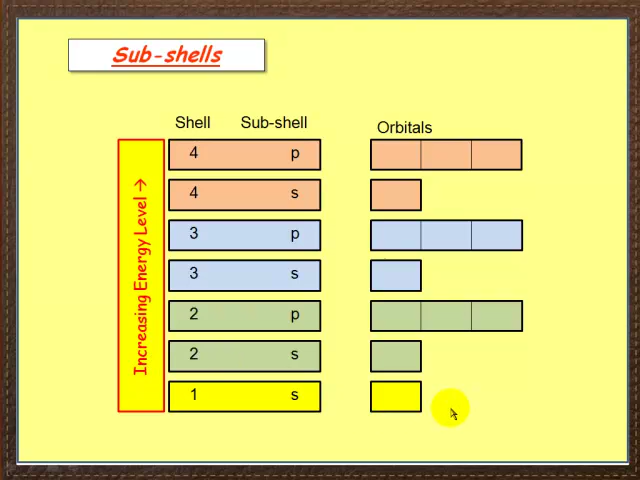 Sub-shells
Shell Sub-shell Orbitals
Increasing Energy Level →
4 p
4 s
3 p
3 s
2 p
2 s
1 s